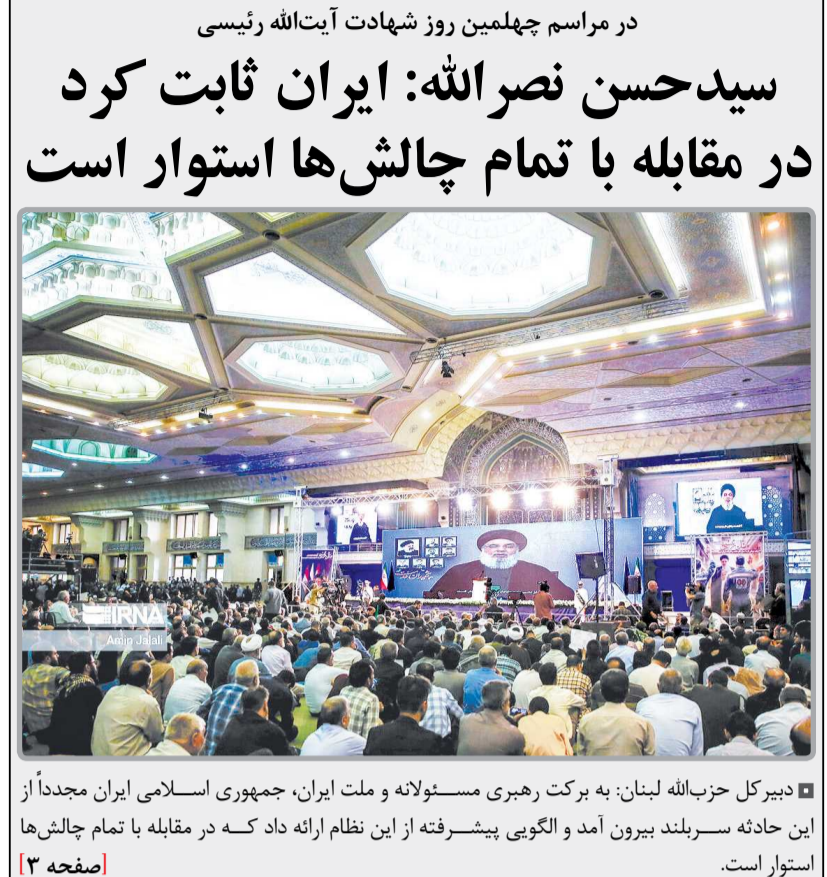 در مراسم چهلمین روز شهادت آیت‌الله رئیسی
سیدحسن نصرالله: ایران ثابت کرد
در مقابله با تمام چالش‌ها استوار است
IRNA
Amin Jalali
دبیرکل حزب‌الله لبنان: به برکت رهبری مسئولانه و ملت ایران، جمهوری اسلامی ایران مجدداً از
این حادثه سربلند بیرون آمد و الگویی پیشرفته از این نظام ارائه داد که در مقابله با تمام چالش‌ها
استوار است.
[صفحه ۳]